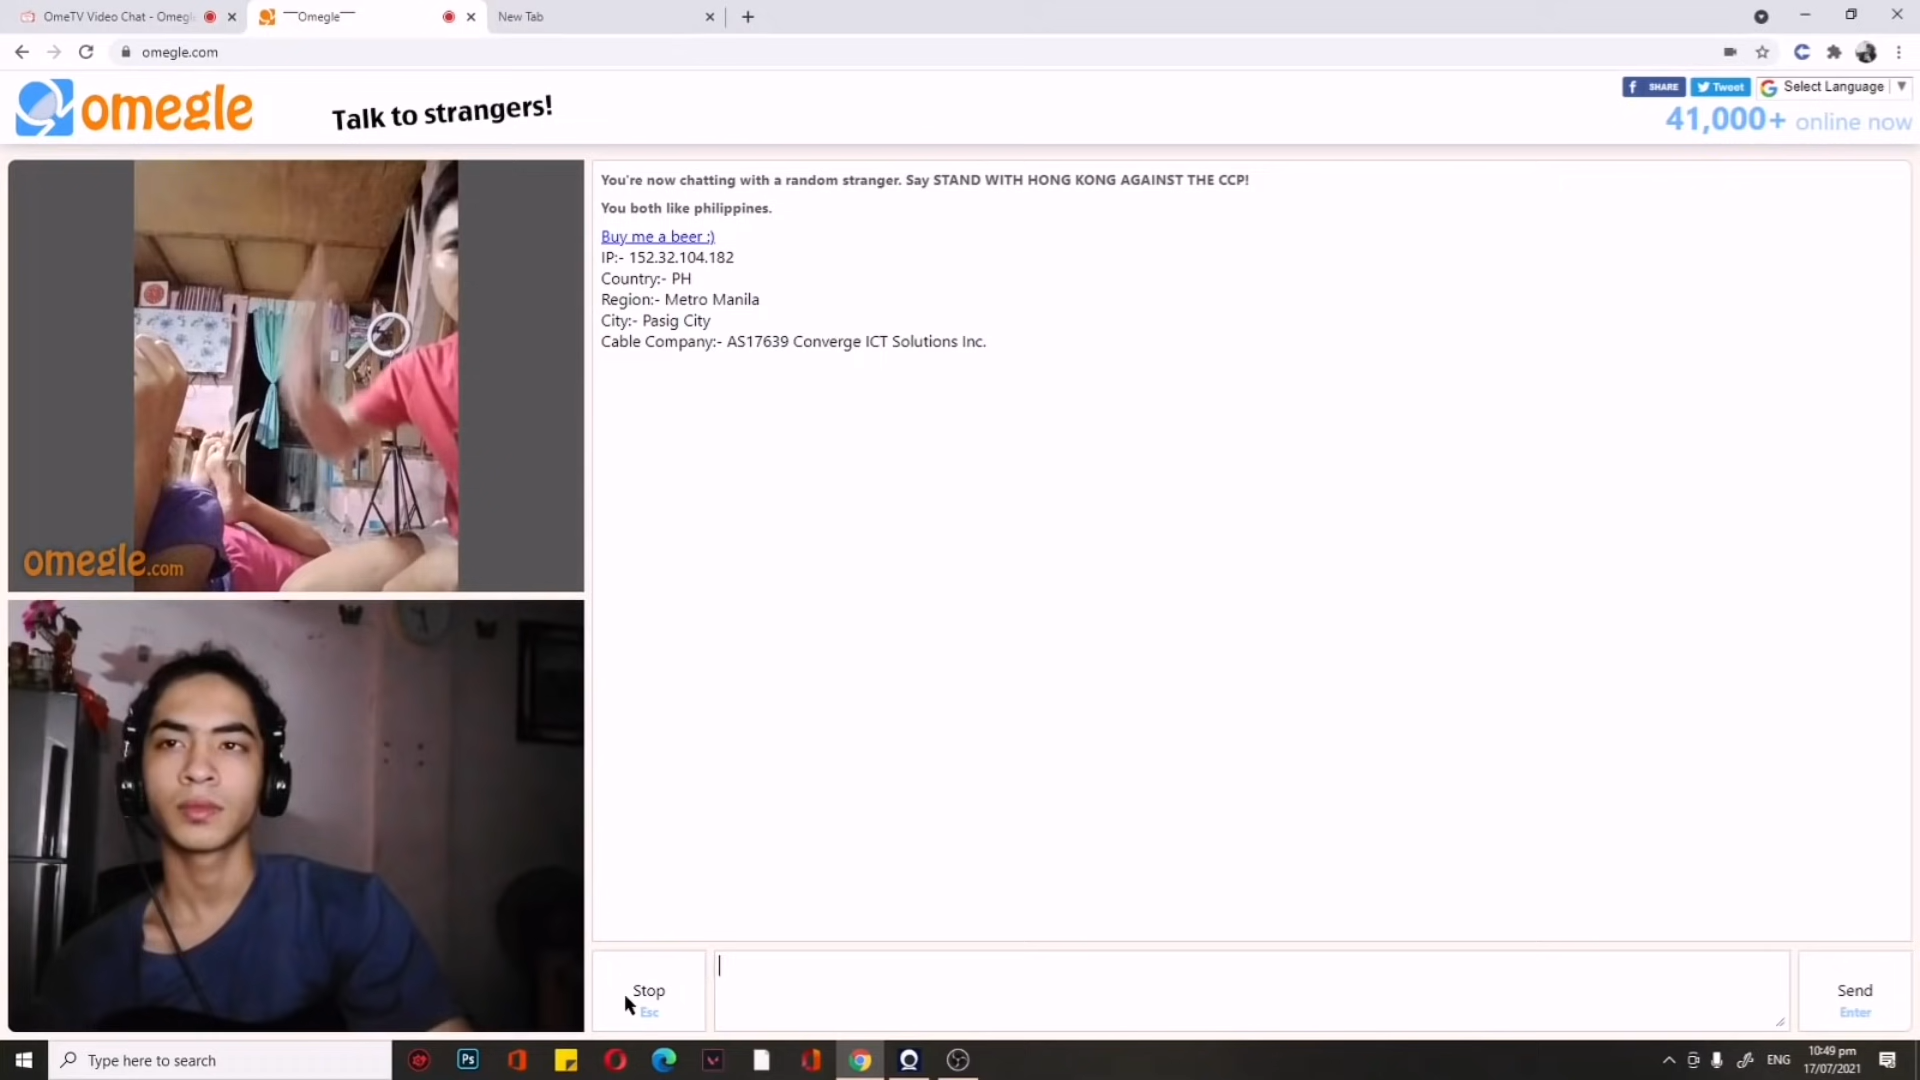 OmeTV Video Chat - Omegl
Omegle
New Tab
omegle.com
omegle
Talk to strangers!
SHARE
Tweet
Select Language
41,000+ online now
You're now chatting with a random stranger. Say STAND WITH HONG KONG AGAINST THE CCP!
You both like philippines.
Buy me a beer :)
IP:- 152.32.104.182
Country:- PH
Region:- Metro Manila
City:- Pasig City
Cable Company:- AS17639 Converge ICT Solutions Inc.
omegle.com
Stop
Esc
Send
Enter
Type here to search
Ps
ENG
10:49 pm
17/07/2021